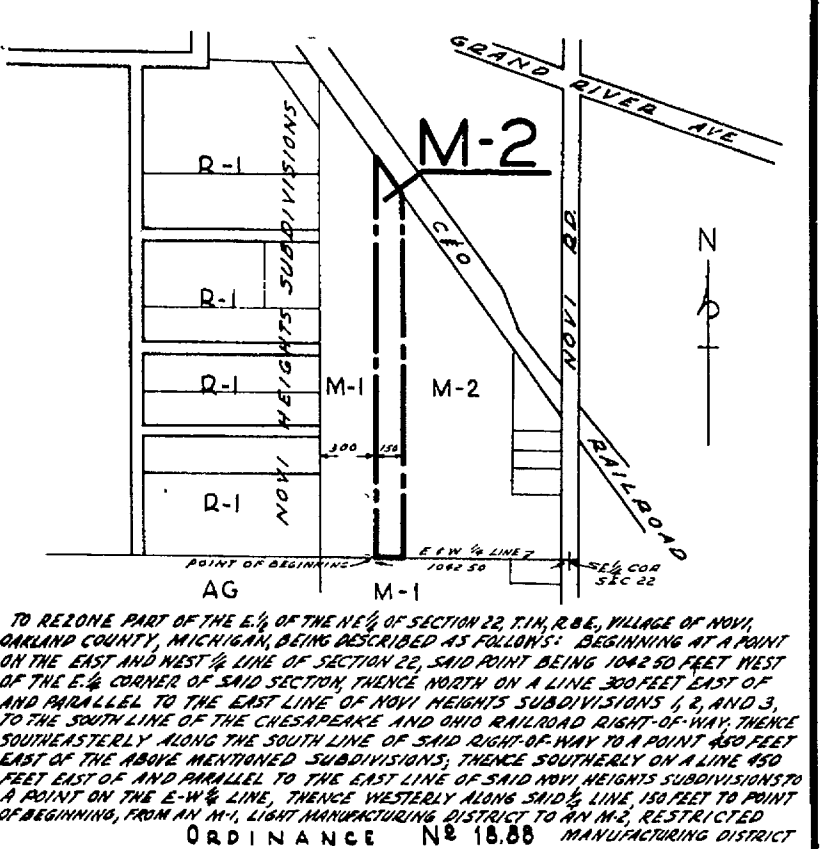 GRAND RIVER AVE
M-2
R-1
NOVI HEIGHTS SUBDIVISIONS
C & O
RAILROAD
NOVI RD.
N
R-1
R-1
M-1
M-2
300
150
R-1
POINT OF BEGINNING
E & W ¼ LINE
1042.50
SE¼ COR
SEC 22
AG
M-1
TO REZONE PART OF THE E.½ OF THE NE¼ OF SECTION 22, T.1N, R.8E., VILLAGE OF NOVI,
OAKLAND COUNTY, MICHIGAN, BEING DESCRIBED AS FOLLOWS: BEGINNING AT A POINT
ON THE EAST AND WEST ¼ LINE OF SECTION 22, SAID POINT BEING 1042.50 FEET WEST
OF THE E.¼ CORNER OF SAID SECTION, THENCE NORTH ON A LINE 300 FEET EAST OF
AND PARALLEL TO THE EAST LINE OF NOVI HEIGHTS SUBDIVISIONS 1, 2, AND 3,
TO THE SOUTH LINE OF THE CHESAPEAKE AND OHIO RAILROAD RIGHT-OF-WAY, THENCE
SOUTHEASTERLY ALONG THE SOUTH LINE OF SAID RIGHT-OF-WAY TO A POINT 450 FEET
EAST OF THE ABOVE MENTIONED SUBDIVISIONS; THENCE SOUTHERLY ON A LINE 450
FEET EAST OF AND PARALLEL TO THE EAST LINE OF SAID NOVI HEIGHTS SUBDIVISIONS TO
A POINT ON THE E-W ¼ LINE, THENCE WESTERLY ALONG SAID ¼ LINE, 150 FEET TO POINT
OF BEGINNING, FROM AN M-1, LIGHT MANUFACTURING DISTRICT TO AN M-2, RESTRICTED
MANUFACTURING DISTRICT
ORDINANCE Nº 18.88